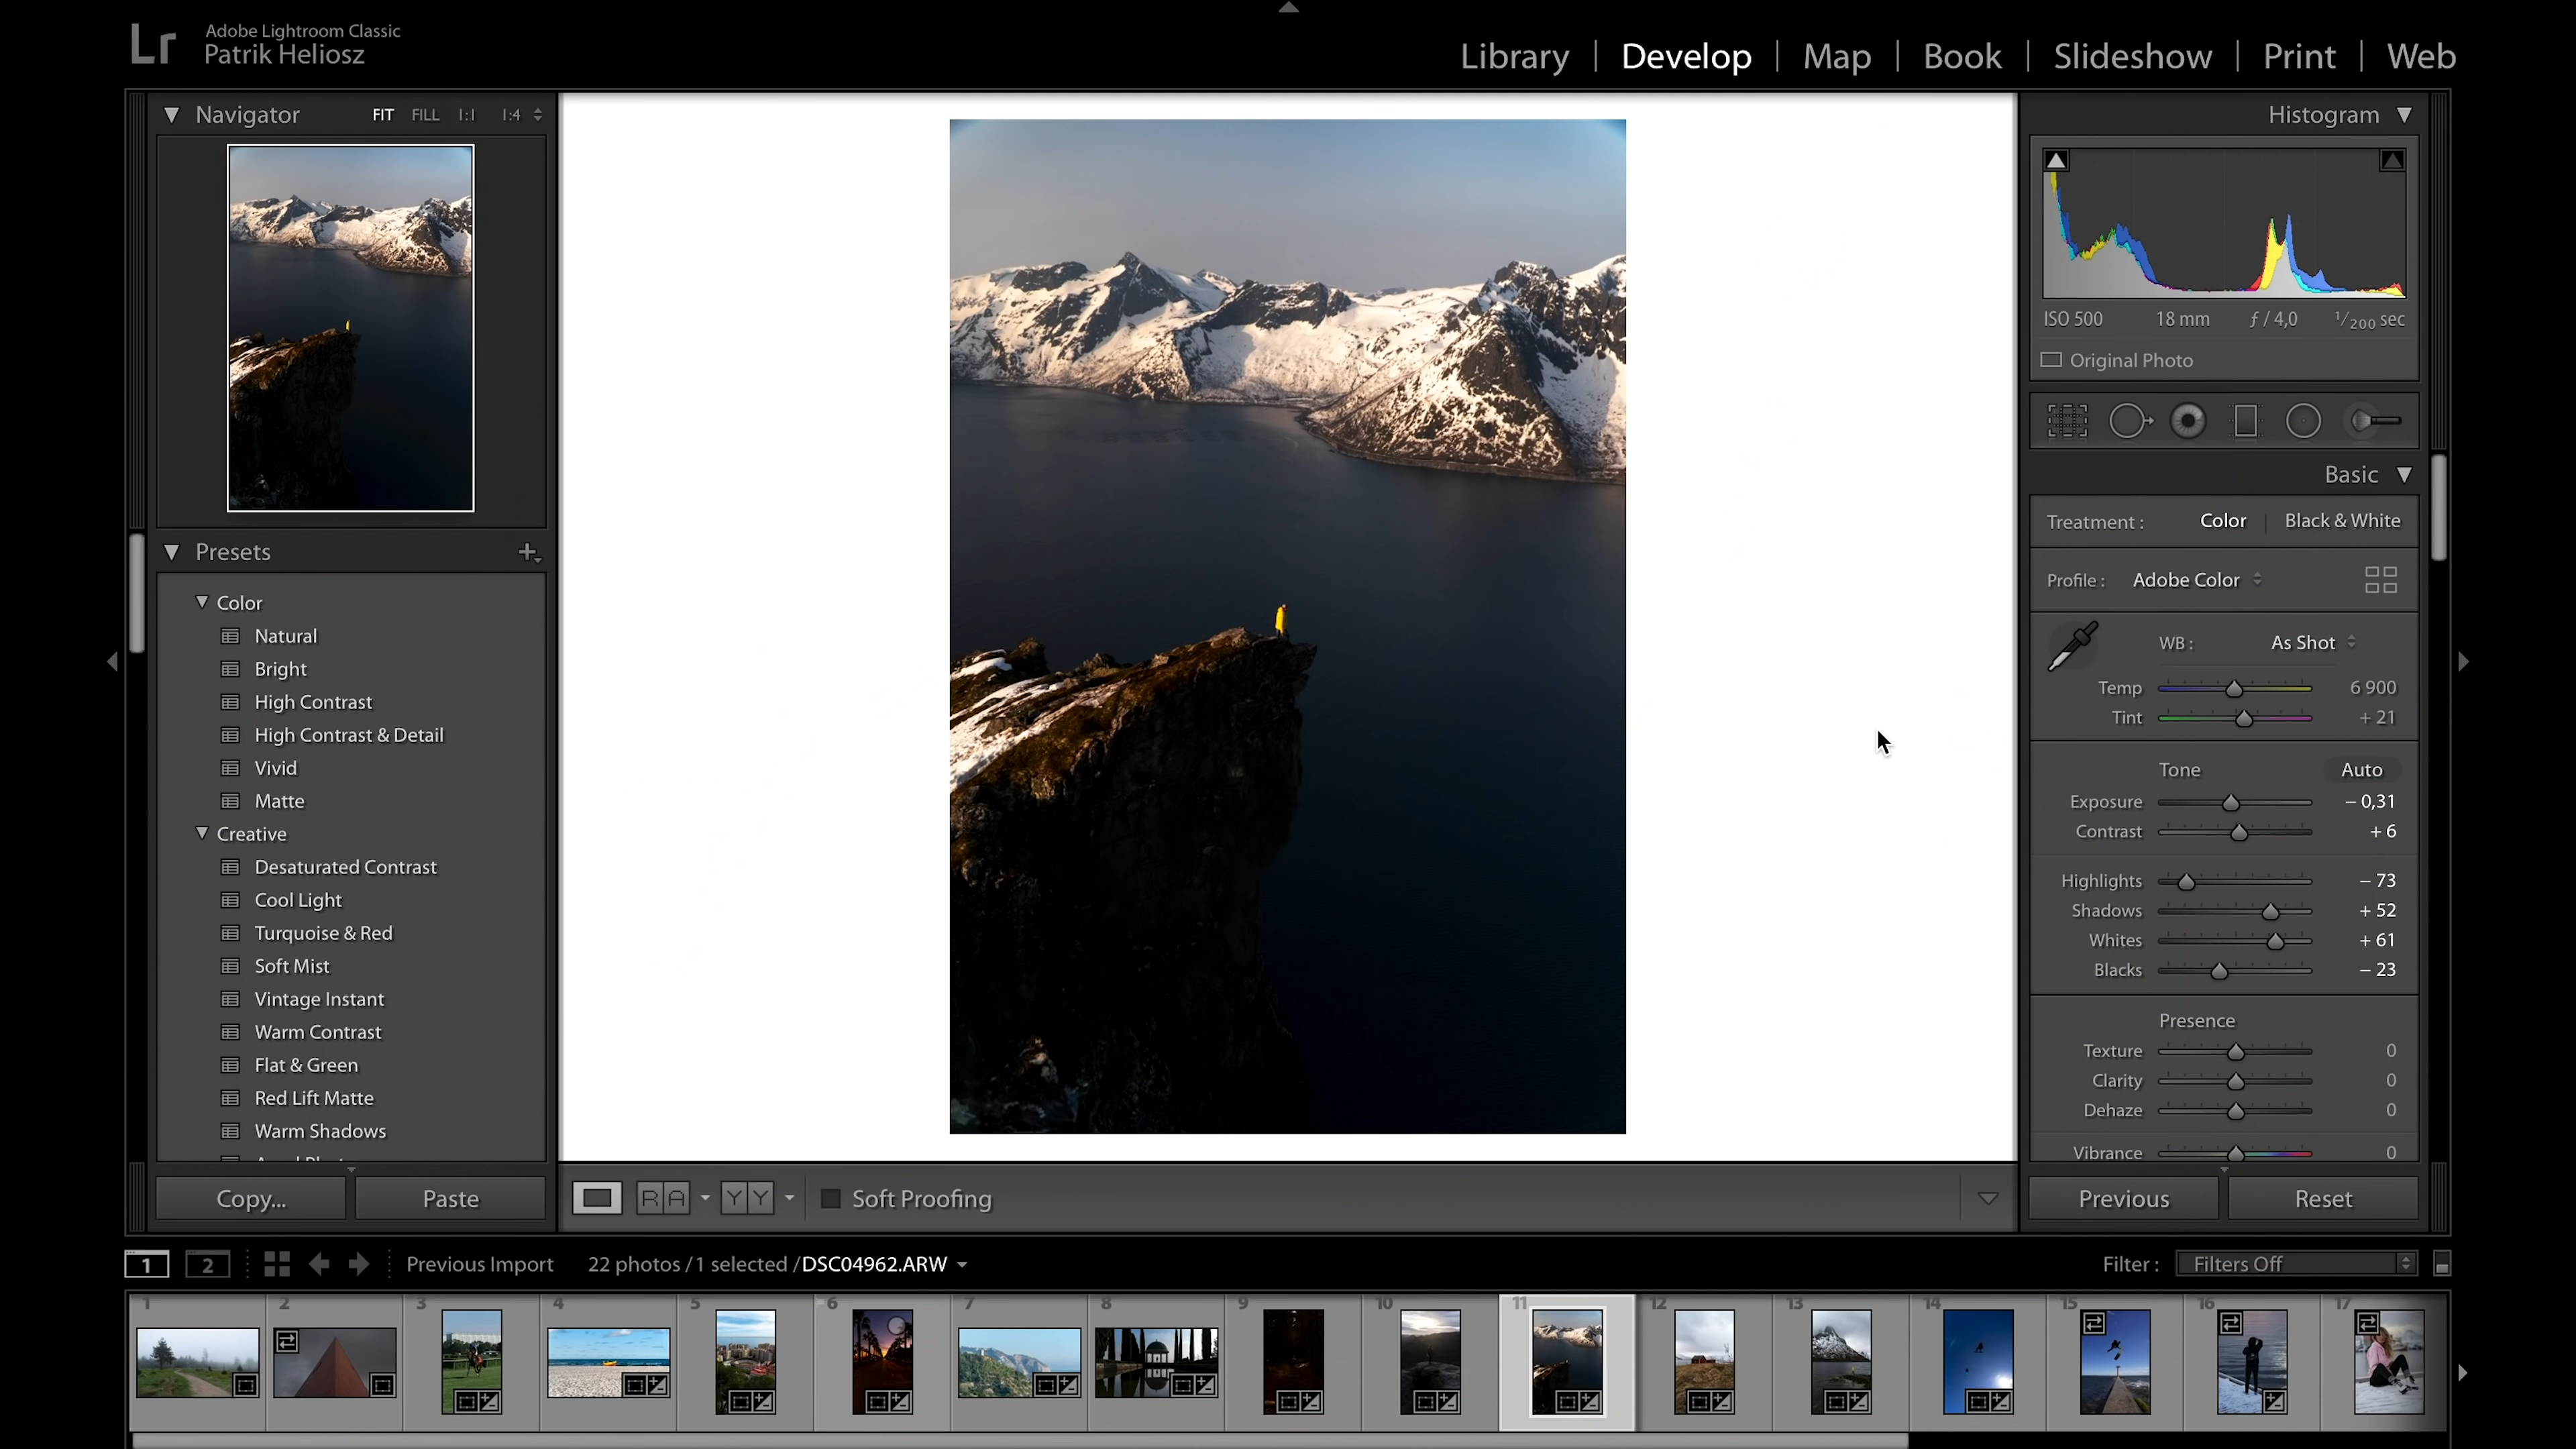 Lr
Adobe Lightroom Classic
Patrik Heliosz
Library | Develop | Map | Book | Slideshow | Print | Web
Navigator FIT FILL 1:1 1:4
Presets
Color
Natural
Bright
High Contrast
High Contrast & Detail
Vivid
Matte
Creative
Desaturated Contrast
Cool Light
Turquoise & Red
Soft Mist
Vintage Instant
Warm Contrast
Flat & Green
Red Lift Matte
Warm Shadows
Copy... Paste
R A Y Y Soft Proofing
Histogram
ISO 500 18 mm ƒ / 4,0 1/200 sec
Original Photo
Basic
Treatment : Color | Black & White
Profile : Adobe Color
WB : As Shot
Temp 6 900
Tint + 21
Tone Auto
Exposure − 0,31
Contrast + 6
Highlights − 73
Shadows + 52
Whites + 61
Blacks − 23
Presence
Texture 0
Clarity 0
Dehaze 0
Vibrance 0
Previous Reset
1 2 Previous Import 22 photos / 1 selected / DSC04962.ARW Filter : Filters Off
1 2 3 4 5 6 7 8 9 10 11 12 13 14 15 16 17